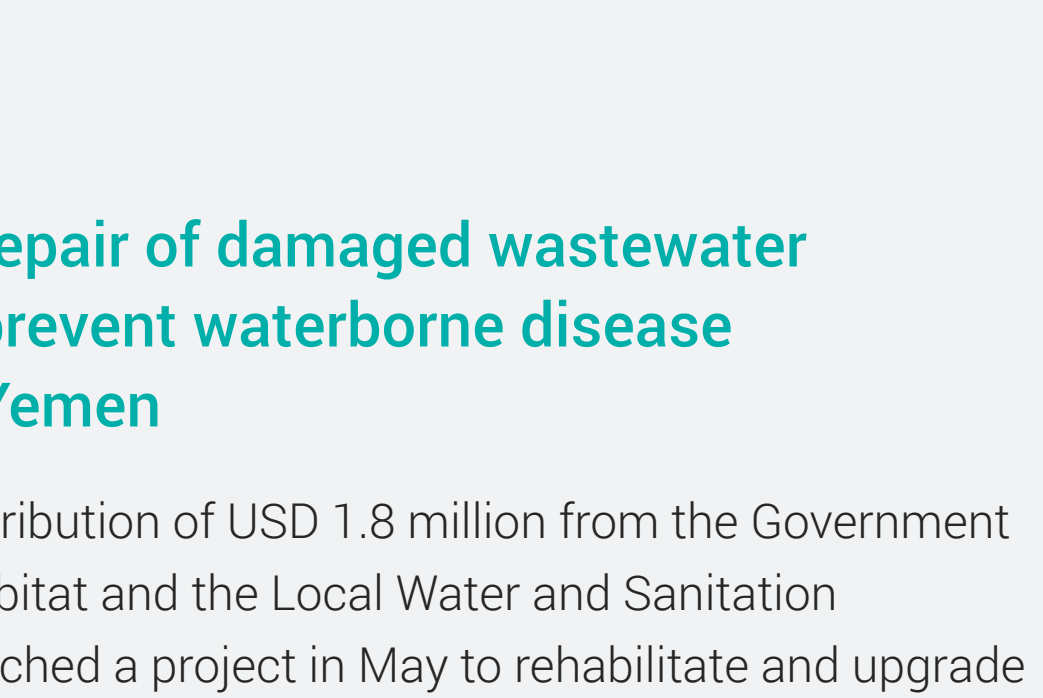 epair of damaged wastewater
prevent waterborne disease
Yemen
ribution of USD 1.8 million from the Government
bitat and the Local Water and Sanitation
ched a project in May to rehabilitate and upgrade